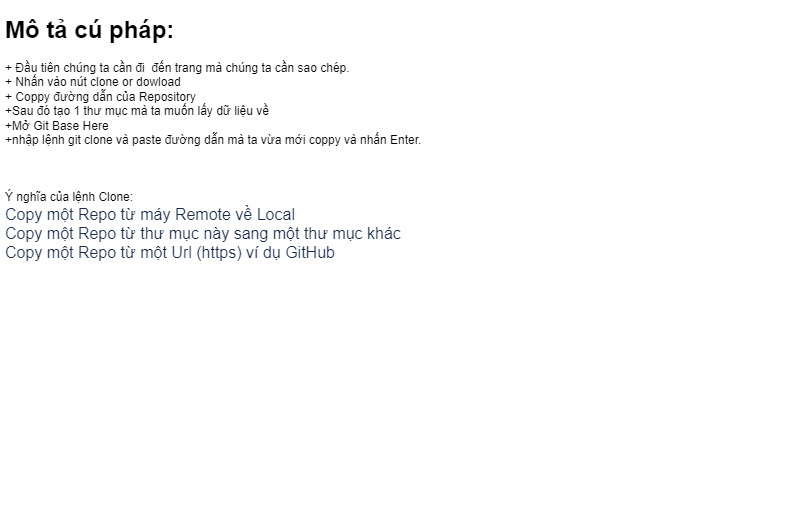 Mô tả cú pháp:
+ Đầu tiên chúng ta cần đi  đến trang mà chúng ta cần sao chép.
+ Nhấn vào nút clone or dowload
+ Coppy đường dẫn của Repository
+Sau đó tạo 1 thư mục mà ta muốn lấy dữ liệu về
+Mở Git Base Here
+nhập lệnh git clone và paste đường dẫn mà ta vừa mới coppy và nhấn Enter.
Ý nghĩa của lệnh Clone:
Copy một Repo từ máy Remote về Local
Copy một Repo từ thư mục này sang một thư mục khác
Copy một Repo từ một Url (https) ví dụ GitHub